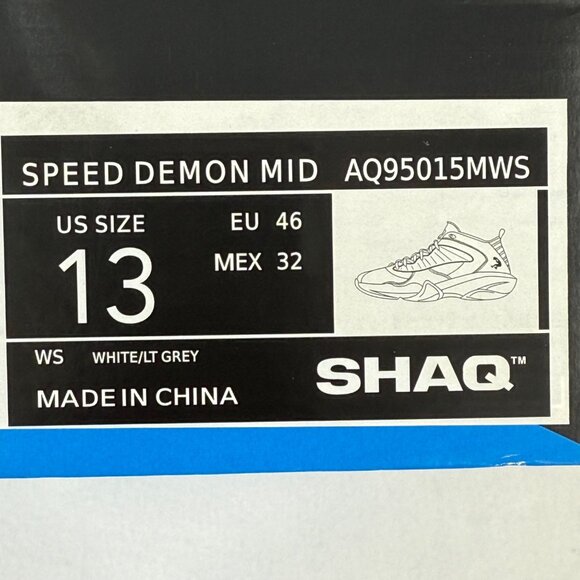 SPEED DEMON MID AQ95015MWS
US SIZE EU 46
13 MEX 32
WS WHITE/LT GREY
SHAQ™
MADE IN CHINA